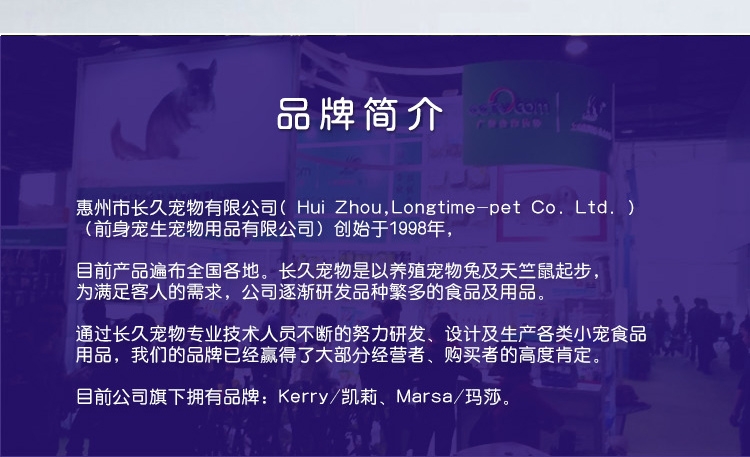 品牌简介
惠州市长久宠物有限公司( Hui Zhou,Longtime-pet Co. Ltd. )
（前身宠生宠物用品有限公司）创始于1998年，
目前产品遍布全国各地。长久宠物是以养殖宠物兔及天竺鼠起步，
为满足客人的需求，公司逐渐研发品种繁多的食品及用品。
通过长久宠物专业技术人员不断的努力研发、设计及生产各类小宠食品
用品，我们的品牌已经赢得了大部分经营者、购买者的高度肯定。
目前公司旗下拥有品牌：Kerry/凯莉、Marsa/玛莎。